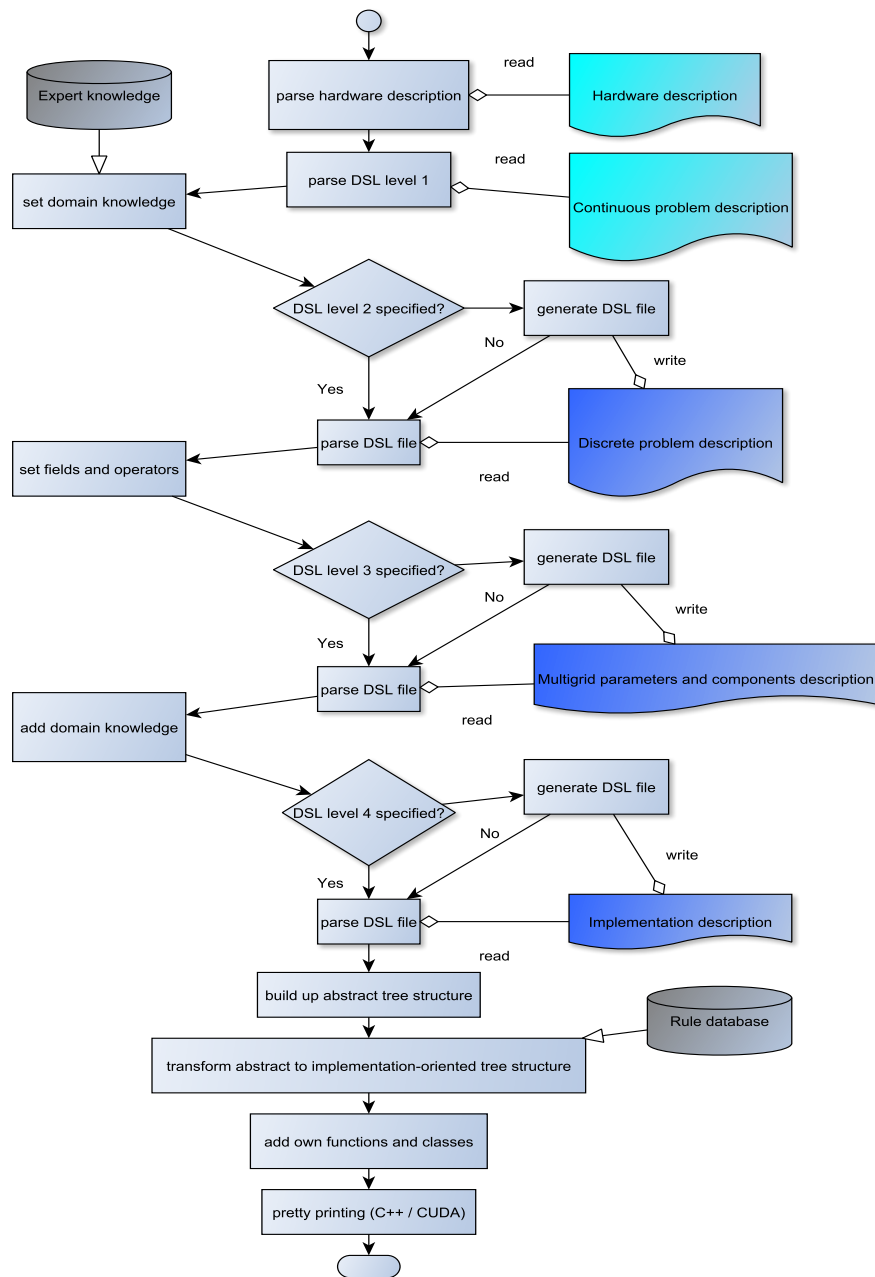 read
parse hardware description
Hardware description
Expert knowledge
read
parse DSL level 1
set domain knowledge
Continuous problem description
DSL level 2 specified?
generate DSL file
No
write
Yes
parse DSL file
Discrete problem description
set fields and operators
read
DSL level 3 specified?
generate DSL file
No
write
Yes
parse DSL file
Multigrid parameters and components description
read
add domain knowledge
DSL level 4 specified?
generate DSL file
No
write
Yes
parse DSL file
Implementation description
read
build up abstract tree structure
Rule database
transform abstract to implementation-oriented tree structure
add own functions and classes
pretty printing (C++ / CUDA)